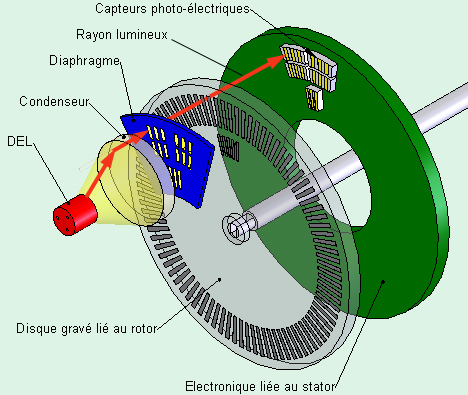 Capteurs photo-électriques
Rayon lumineux
Diaphragme
Condenseur
DEL
Disque gravé lié au rotor
Electronique liée au stator